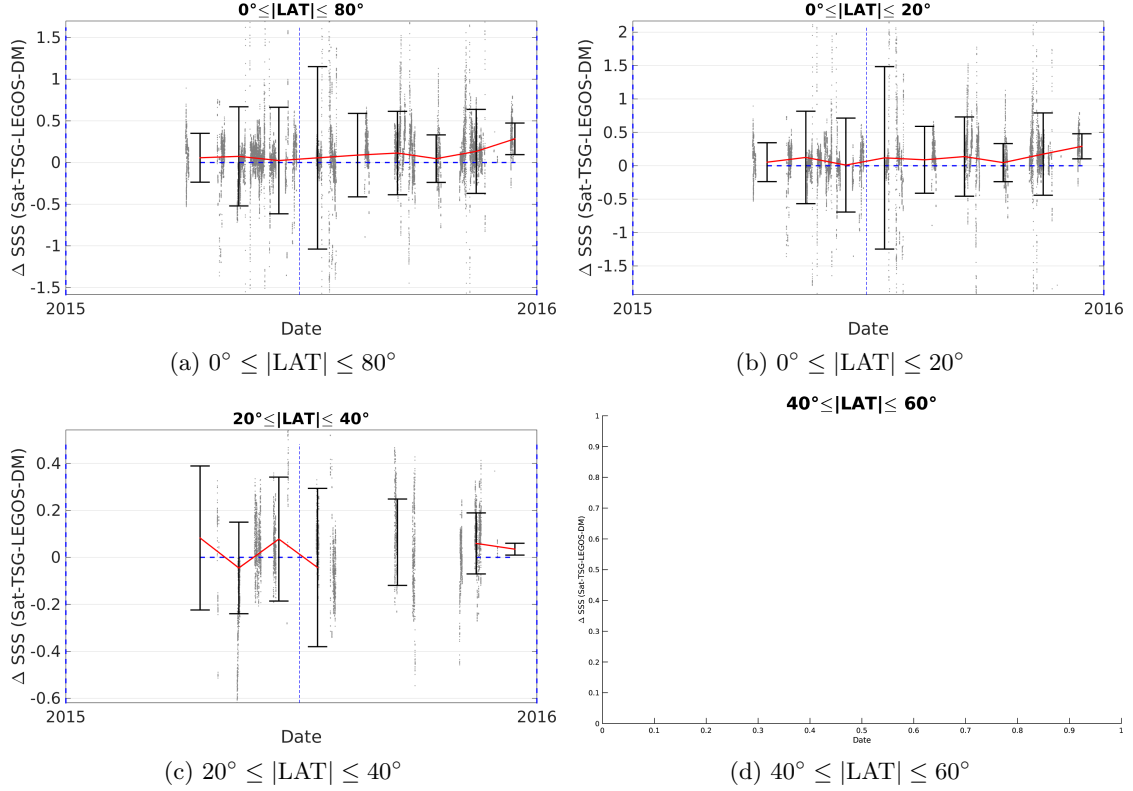 0°≤|LAT|≤ 80°
Δ SSS (Sat-TSG-LEGOS-DM)
1.5
1
0.5
0
-0.5
-1
-1.5
2015
2016
Date
(a) 0° ≤ |LAT| ≤ 80°
0°≤|LAT|≤ 20°
Δ SSS (Sat-TSG-LEGOS-DM)
2
1.5
1
0.5
0
-0.5
-1
-1.5
2015
2016
Date
(b) 0° ≤ |LAT| ≤ 20°
20°≤|LAT|≤ 40°
Δ SSS (Sat-TSG-LEGOS-DM)
0.4
0.2
0
-0.2
-0.4
-0.6
2015
2016
Date
(c) 20° ≤ |LAT| ≤ 40°
40°≤|LAT|≤ 60°
Δ SSS (Sat-TSG-LEGOS-DM)
1
0.9
0.8
0.7
0.6
0.5
0.4
0.3
0.2
0.1
0
0 0.1 0.2 0.3 0.4 0.5 0.6 0.7 0.8 0.9 1
Date
(d) 40° ≤ |LAT| ≤ 60°